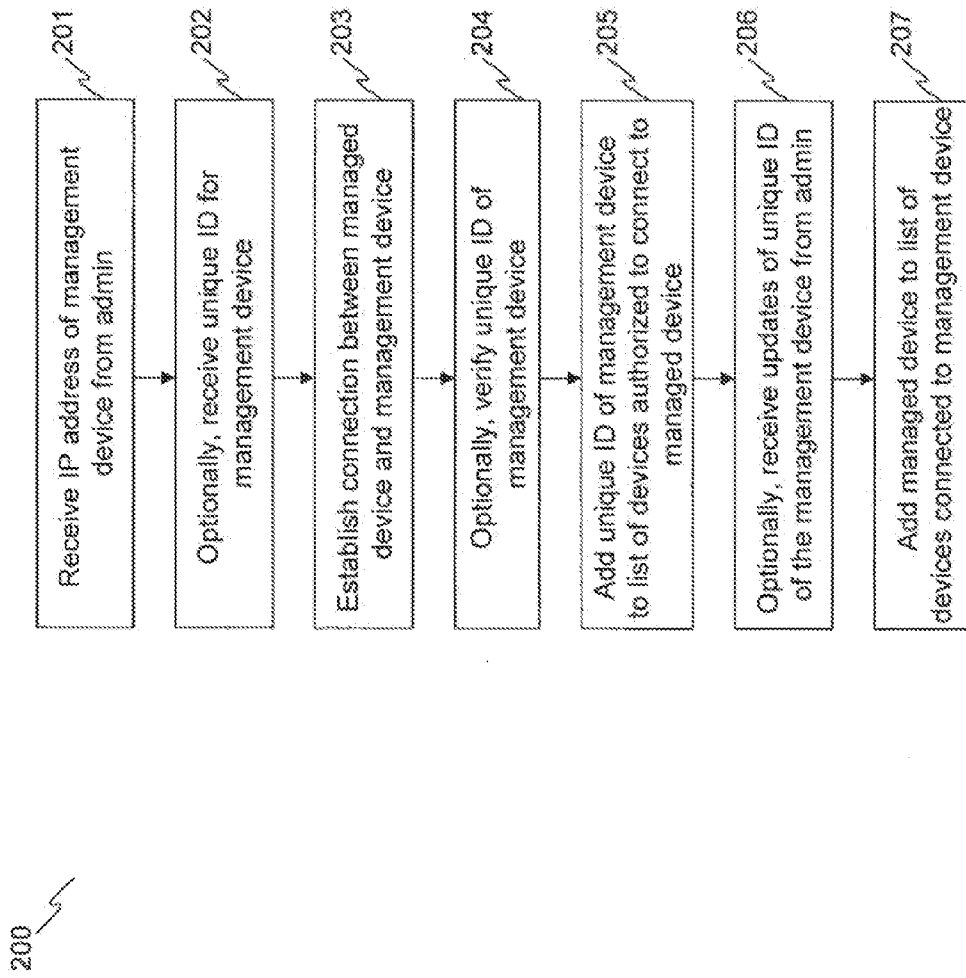 200
Receive IP address of management
device from admin
201
Optionally, receive unique ID for
management device
202
Establish connection between managed
device and management device
203
Optionally, verify unique ID of
management device
204
Add unique ID of management device
to list of devices authorized to connect to
managed device
205
Optionally, receive updates of unique ID
of the management device from admin
206
Add managed device to list of
devices connected to management device
207